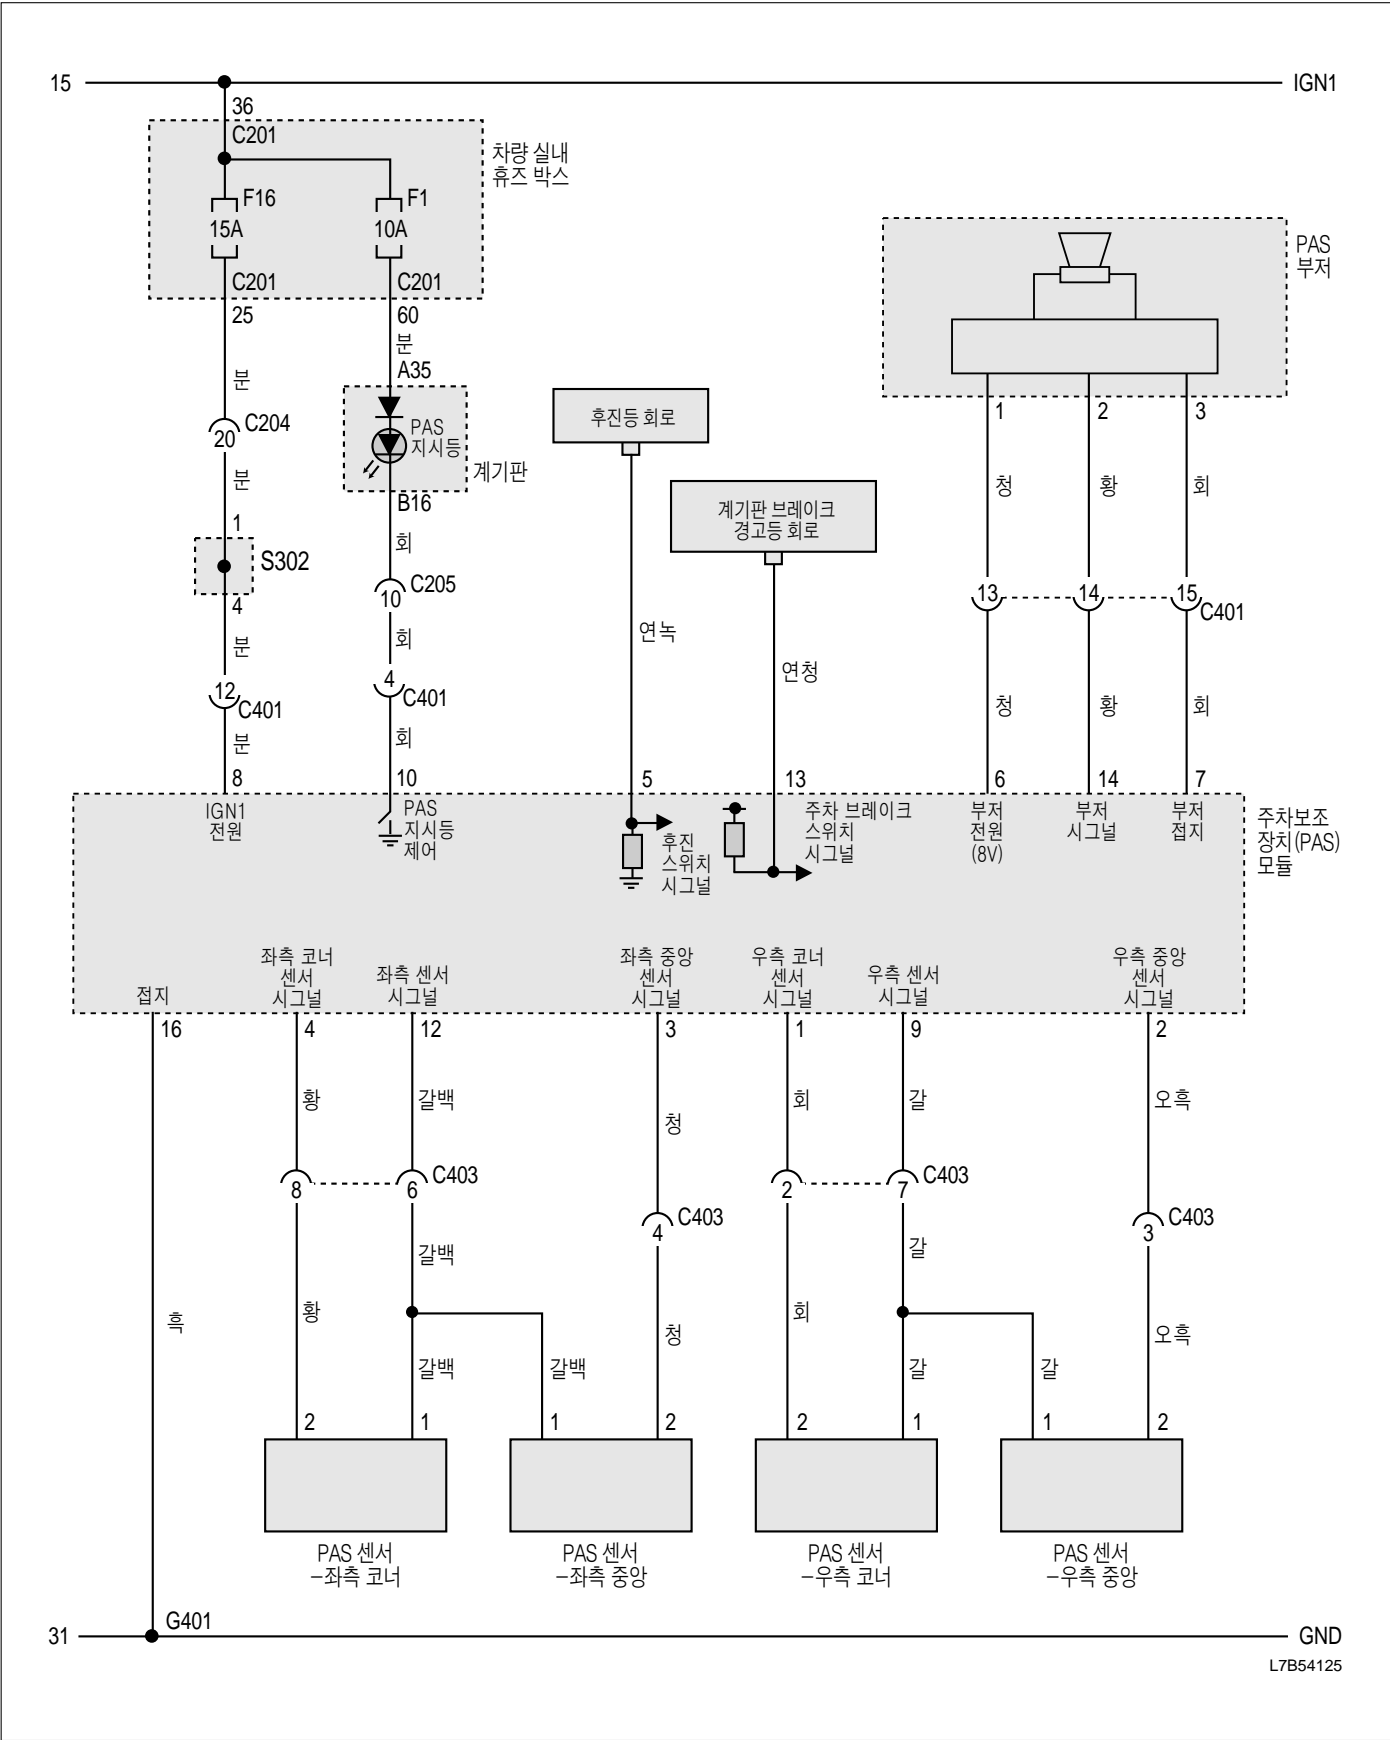 15
IGN1
36
C201
차량 실내
휴즈 박스
F16
F1
15A
10A
C201
C201
25
60
분
A35
분
PAS
지시등
계기판
C204
20
분
B16
회
1
S302
4
C205
10
분
회
4
C401
12
C401
분
회
8
10
후진등 회로
계기판 브레이크
경고등 회로
연녹
연청
5
13
PAS
부저
1
2
3
청
황
회
13
14
15
C401
청
황
회
6
14
7
IGN1
전원
PAS
지시등
제어
후진
스위치
시그널
주차 브레이크
스위치
시그널
부저
전원
(8V)
부저
시그널
부저
접지
주차보조
장치(PAS)
모듈
접지
좌측 코너
센서
시그널
좌측 센서
시그널
좌측 중앙
센서
시그널
우측 코너
센서
시그널
우측 센서
시그널
우측 중앙
센서
시그널
16
4
12
3
1
9
2
황
갈백
청
회
갈
오흑
8
6
C403
4
C403
2
7
C403
3
C403
갈백
갈
흑
황
청
회
오흑
갈백
갈백
갈
갈
2
1
1
2
2
1
1
2
PAS 센서
–좌측 코너
PAS 센서
–좌측 중앙
PAS 센서
–우측 코너
PAS 센서
–우측 중앙
G401
31
GND
L7B54125